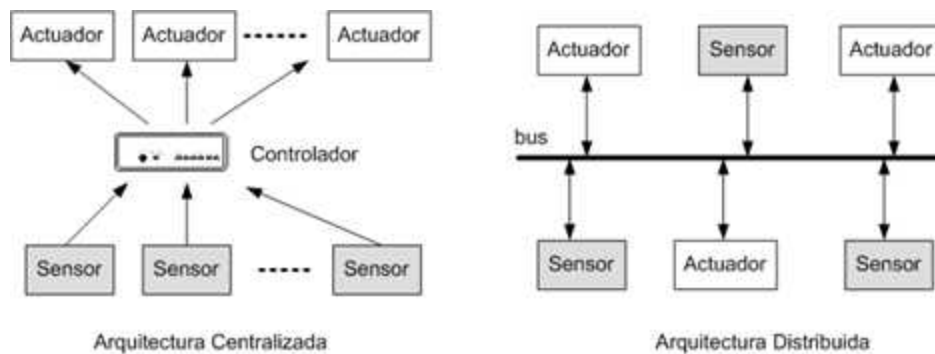 Actuador Actuador Actuador
Controlador
Sensor Sensor Sensor
Arquitectura Centralizada
Actuador Sensor Actuador
bus
Sensor Actuador Sensor
Arquitectura Distribuida